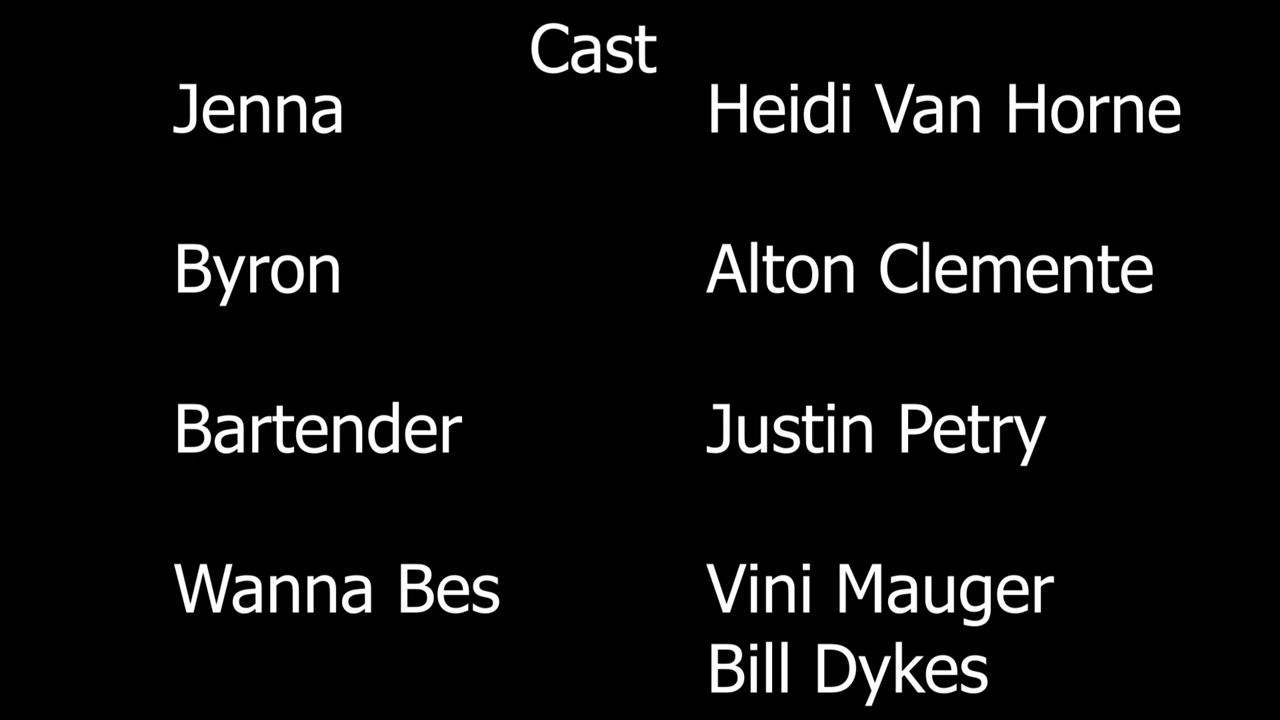 Cast
Jenna Heidi Van Horne
Byron Alton Clemente
Bartender Justin Petry
Wanna Bes Vini Mauger
Bill Dykes